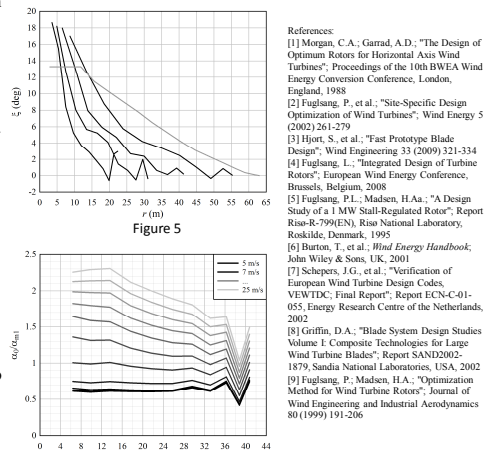 20
18
16
14
12
10
8
6
4
2
0
-2
ξ (deg)
0 5 10 15 20 25 30 35 40 45 50 55 60 65
r (m)
Figure 5
2.5
2
1.5
1
0.5
0
α₀/αm1
5 m/s
7 m/s
...
25 m/s
0 4 8 12 16 20 24 28 32 36 40 44
References:
[1] Morgan, C.A.; Garrad, A.D.; "The Design of
Optimum Rotors for Horizontal Axis Wind
Turbines"; Proceedings of the 10th BWEA Wind
Energy Conversion Conference, London,
England, 1988
[2] Fuglsang, P., et al.; "Site-Specific Design
Optimization of Wind Turbines"; Wind Energy 5
(2002) 261-279
[3] Hjort, S., et al.; "Fast Prototype Blade
Design"; Wind Engineering 33 (2009) 321-334
[4] Fuglsang, L.; "Integrated Design of Turbine
Rotors"; European Wind Energy Conference,
Brussels, Belgium, 2008
[5] Fuglsang, P.L.; Madsen, H.Aa.; "A Design
Study of a 1 MW Stall-Regulated Rotor"; Report
Risø-R-799(EN), Risø National Laboratory,
Roskilde, Denmark, 1995
[6] Burton, T., et al.; Wind Energy Handbook;
John Wiley & Sons, UK, 2001
[7] Schepers, J.G., et al.; "Verification of
European Wind Turbine Design Codes,
VEWTDC; Final Report"; Report ECN-C-01-
055, Energy Research Centre of the Netherlands,
2002
[8] Griffin, D.A.; "Blade System Design Studies
Volume I: Composite Technologies for Large
Wind Turbine Blades"; Report SAND2002-
1879, Sandia National Laboratories, USA, 2002
[9] Fuglsang, P.; Madsen, H.A.; "Optimization
Method for Wind Turbine Rotors"; Journal of
Wind Engineering and Industrial Aerodynamics
80 (1999) 191-206